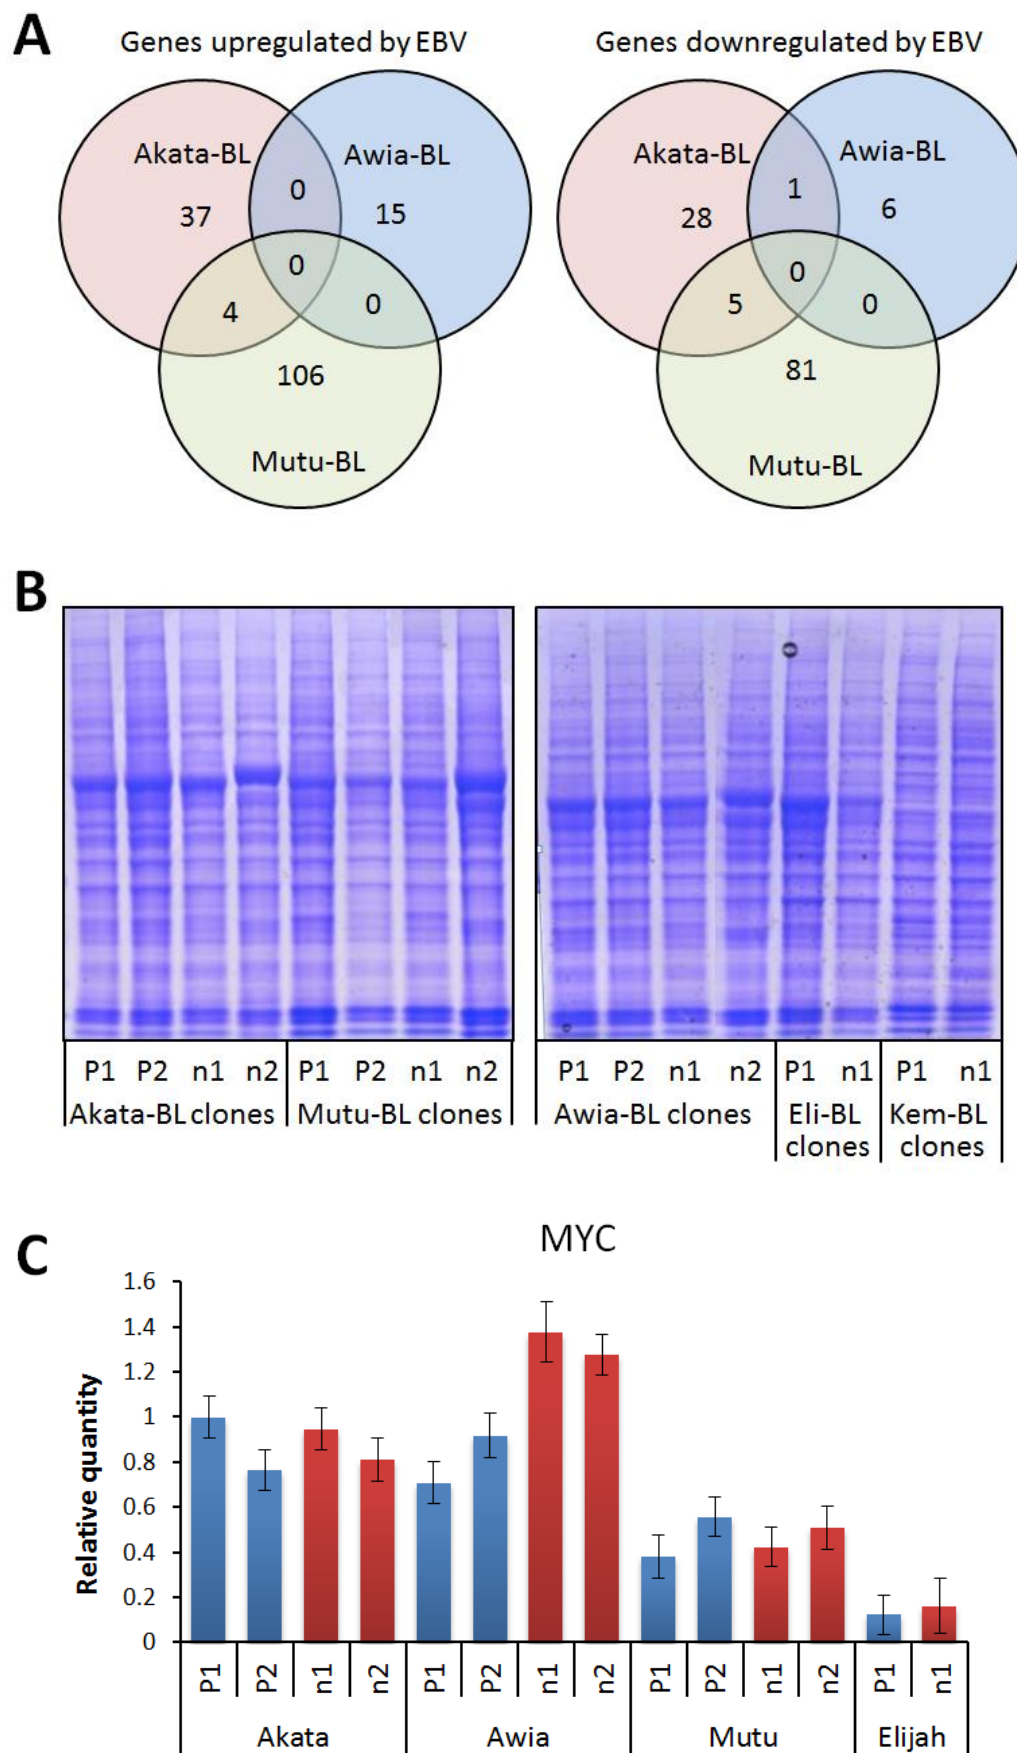 A
Genes upregulated by EBV
Genes downregulated by EBV
Akata-BL
Awia-BL
0
37
15
0
4
0
106
Mutu-BL
Akata-BL
Awia-BL
1
28
6
0
5
0
81
Mutu-BL
B
P1 P2 n1 n2 P1 P2 n1 n2
Akata-BL clones Mutu-BL clones
P1 P2 n1 n2 P1 n1 P1 n1
Awia-BL clones Eli-BL Kem-BL
clones clones
C
MYC
Relative quantity
1.6
1.4
1.2
1
0.8
0.6
0.4
0.2
0
P1 P2 n1 n2 P1 P2 n1 n2 P1 P2 n1 n2 P1 n1
Akata Awia Mutu Elijah